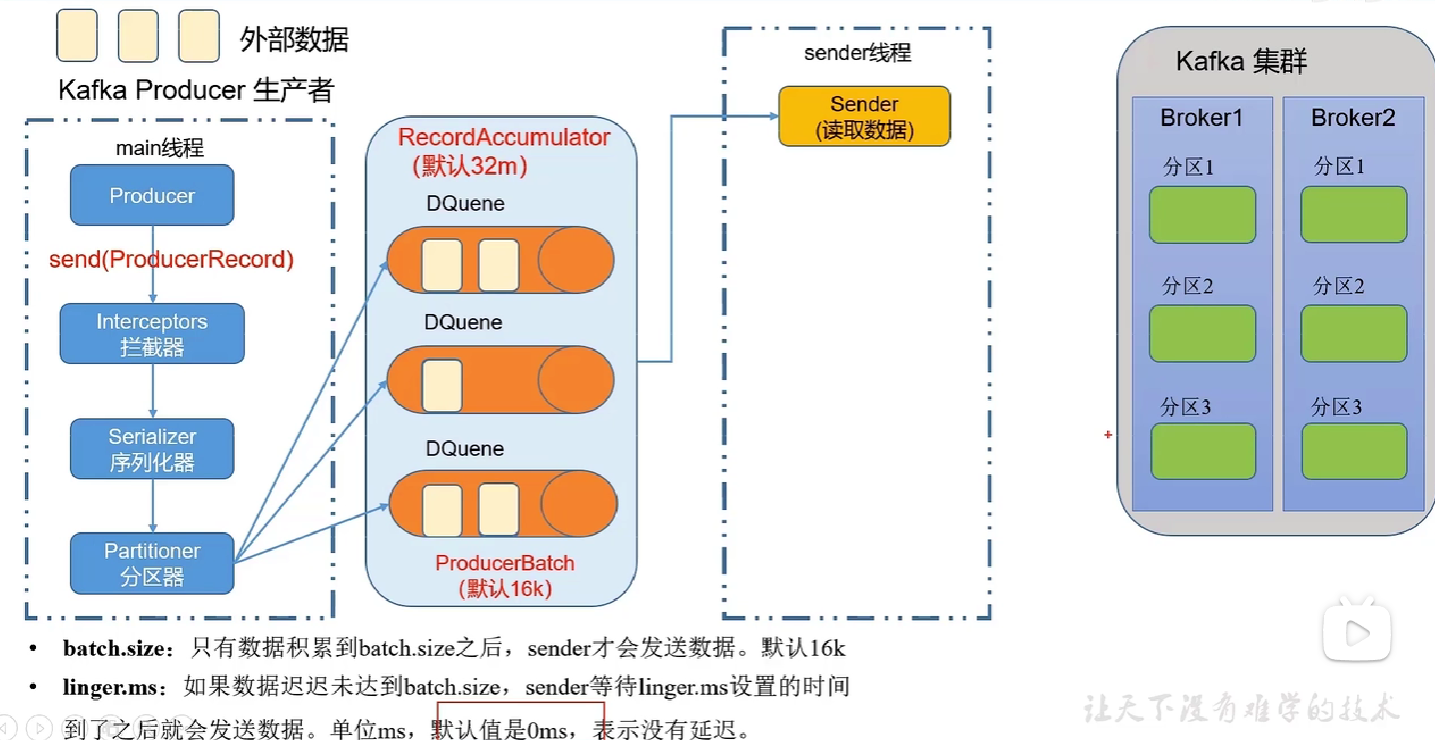 外部数据
Kafka Producer 生产者
main线程
Producer
send(ProducerRecord)
Interceptors
拦截器
Serializer
序列化器
Partitioner
分区器
RecordAccumulator
(默认32m)
DQuene
DQuene
DQuene
ProducerBatch
(默认16k)
sender线程
Sender
(读取数据)
Kafka 集群
Broker1
分区1
分区2
分区3
Broker2
分区1
分区2
分区3
• batch.size：只有数据积累到batch.size之后，sender才会发送数据。默认16k
• linger.ms：如果数据迟迟未达到batch.size，sender等待linger.ms设置的时间
到了之后就会发送数据。单位ms，默认值是0ms，表示没有延迟。
让天下没有难学的技术